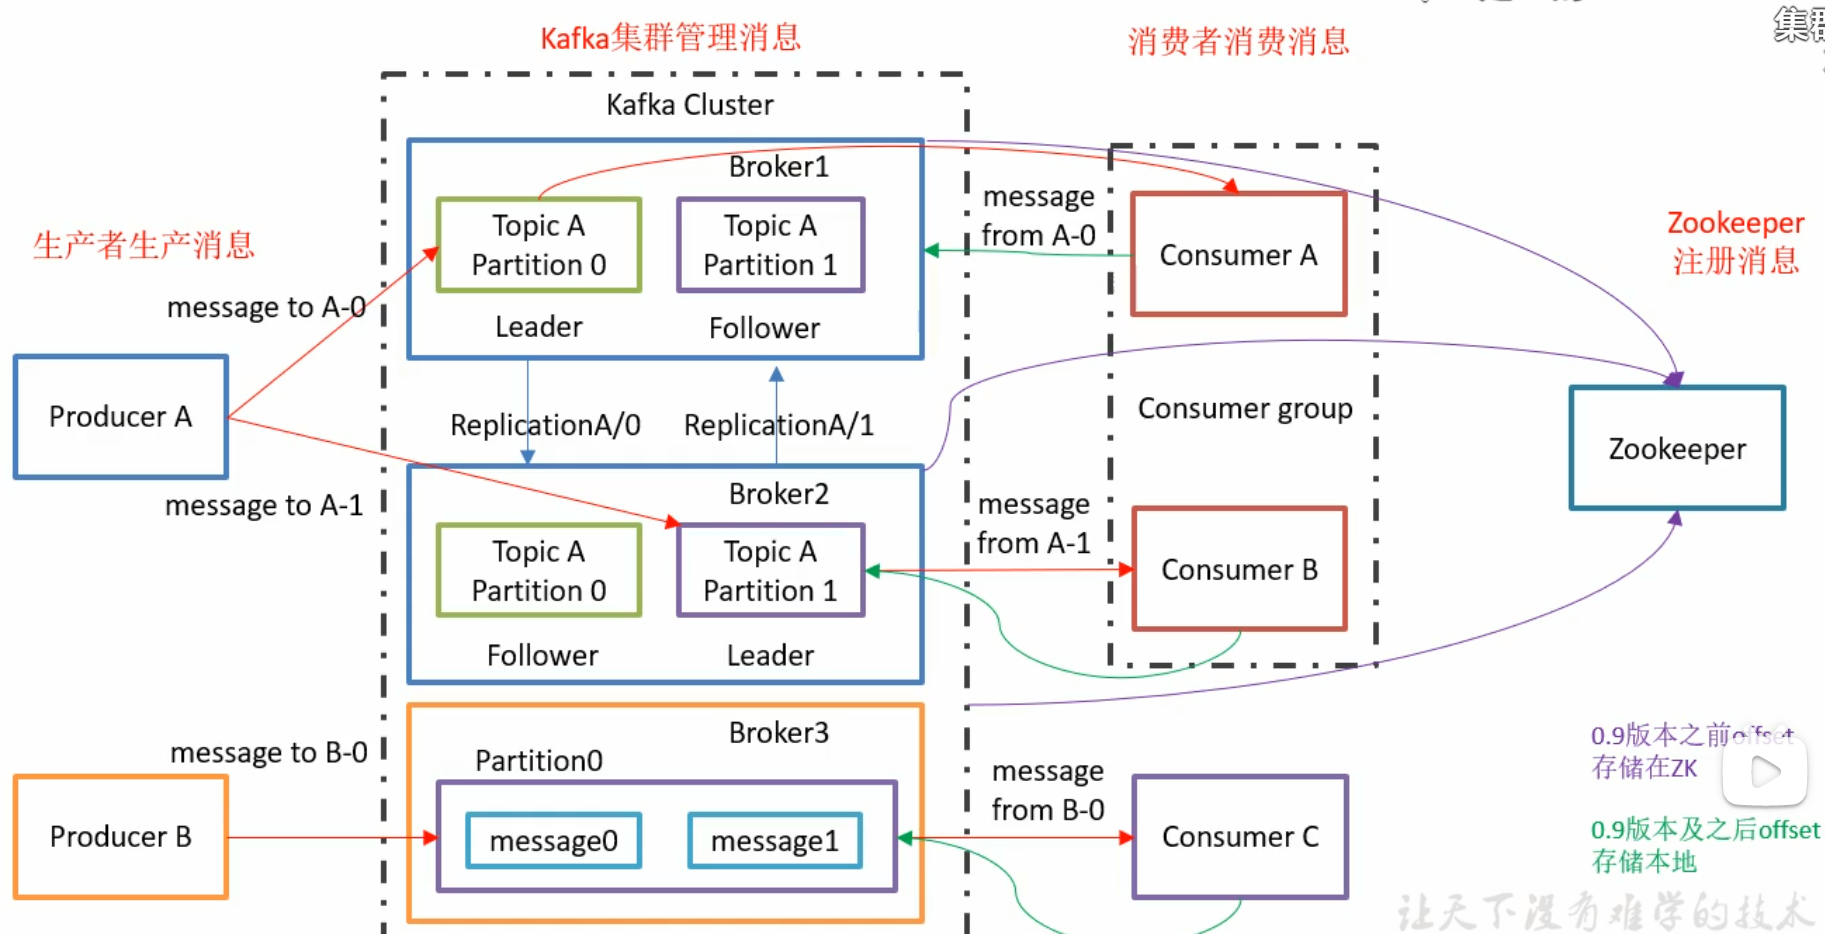 集群
Kafka集群管理消息
消费者消费消息
Kafka Cluster
Broker1
Topic A
Partition 0
Topic A
Partition 1
Leader
Follower
message
from A-0
Consumer A
Zookeeper
注册消息
生产者生产消息
message to A-0
Producer A
message to A-1
ReplicationA/0
ReplicationA/1
Consumer group
Zookeeper
Broker2
Topic A
Partition 0
Topic A
Partition 1
Follower
Leader
message
from A-1
Consumer B
message to B-0
Producer B
Broker3
Partition0
message0
message1
message
from B-0
Consumer C
0.9版本之前offset
存储在ZK
0.9版本及之后offset
存储本地
让天下没有难学的技术